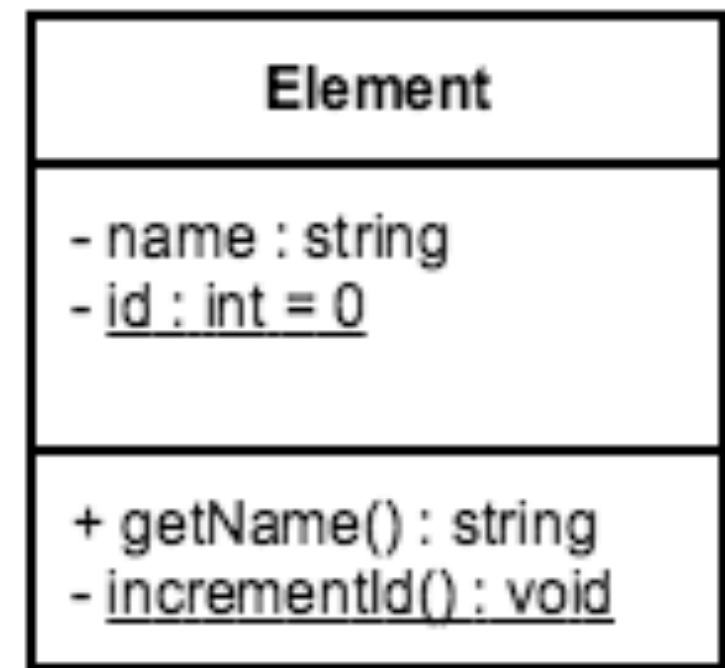 Element
- name : string
- id : int = 0
+ getName() : string
- incrementId() : void